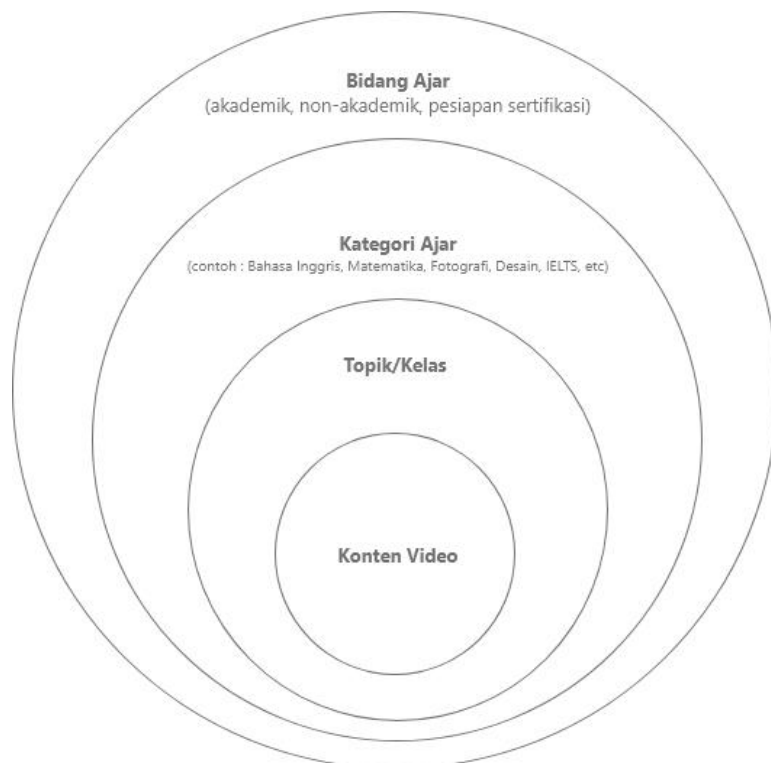 Bidang Ajar
(akademik, non-akademik, pesiapan sertifikasi)
Kategori Ajar
(contoh : Bahasa Inggris, Matematika, Fotografi, Desain, IELTS, etc)
Topik/Kelas
Konten Video